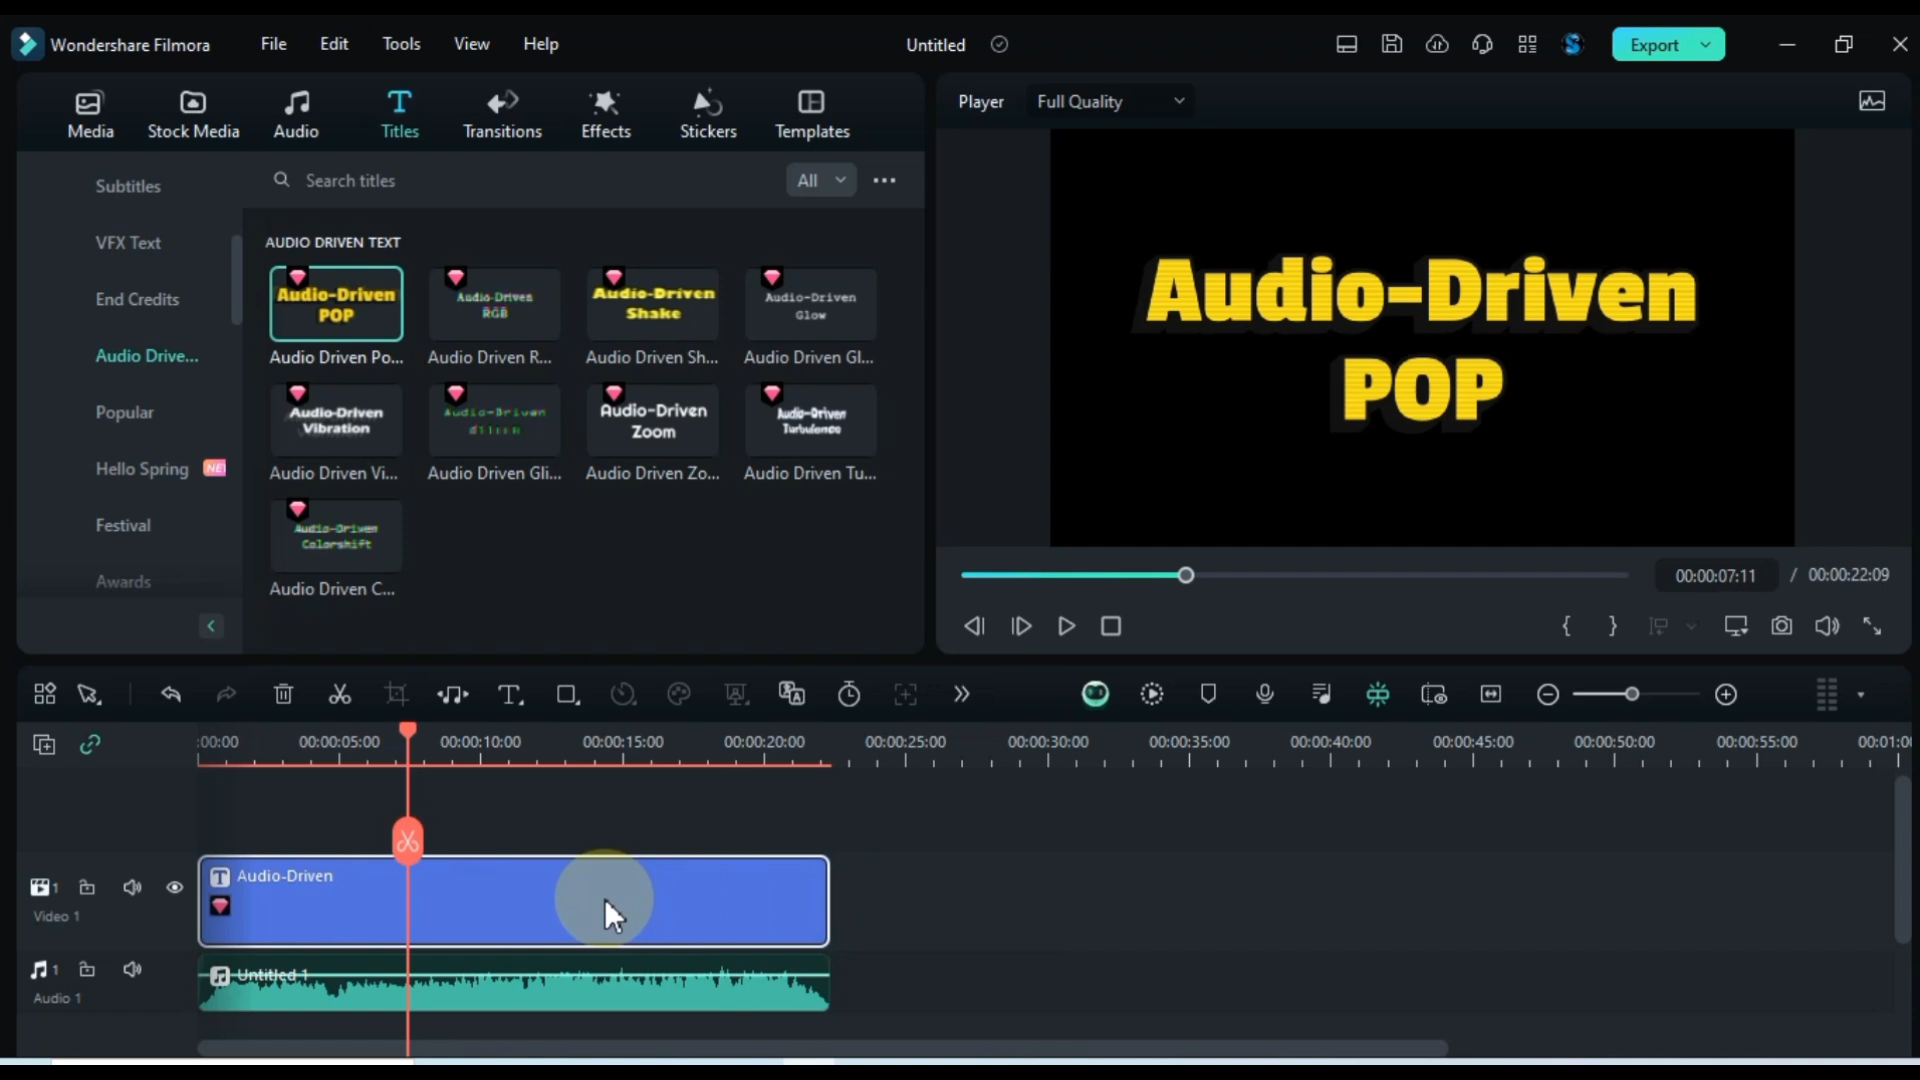 Wondershare Filmora
File
Edit
Tools
View
Help
Untitled
Export
Media
Stock Media
Audio
Titles
Transitions
Effects
Stickers
Templates
Player
Full Quality
Subtitles
VFX Text
End Credits
Audio Drive...
Popular
Hello Spring
Festival
Awards
Search titles
All
AUDIO DRIVEN TEXT
Audio-Driven
POP
Audio Driven Po...
Audio-Driven
RGB
Audio Driven R...
Audio-Driven
Shake
Audio Driven Sh...
Audio-Driven
Glow
Audio Driven Gl...
Audio-Driven
Vibration
Audio Driven Vi...
Audio-Driven
Audio Driven Gli...
Audio-Driven
Zoom
Audio Driven Zo...
Audio-Driven
Turbulence
Audio Driven Tu...
Audio-Driven
Colorshift
Audio Driven C...
Audio-Driven
POP
00:00:07:11 / 00:00:22:09
:00:00 00:00:05:00 00:00:10:00 00:00:15:00 00:00:20:00 00:00:25:00 00:00:30:00 00:00:35:00 00:00:40:00 00:00:45:00 00:00:50:00 00:00:55:00 00:01:0
Audio-Driven
1
Video 1
Untitled 1
1
Audio 1